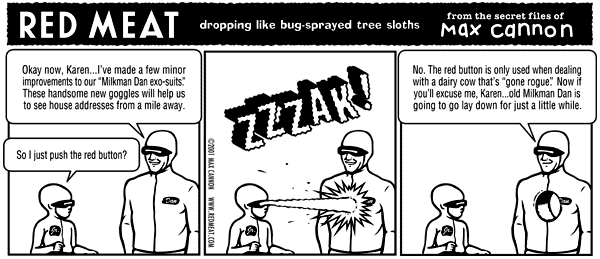 RED MEAT
dropping like bug-sprayed tree sloths
from the secret files of
Max cannon
Okay now, Karen...I've made a few minor
improvements to our "Milkman Dan exo-suits."
These handsome new goggles will help us
to see house addresses from a mile away.
So I just push the red button?
ZZZAK!
©2001 MAX CANNON WWW.REDMEAT.COM
No. The red button is only used when dealing
with a dairy cow that's "gone rogue." Now if
you'll excuse me, Karen...old Milkman Dan is
going to go lay down for just a little while.
Dan
Dan